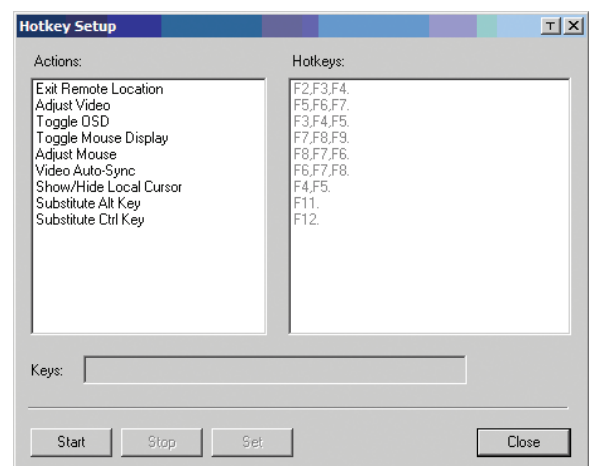 Hotkey Setup
T X
Actions:
Hotkeys:
Exit Remote Location
Adjust Video
Toggle OSD
Toggle Mouse Display
Adjust Mouse
Video Auto-Sync
Show/Hide Local Cursor
Substitute Alt Key
Substitute Ctrl Key
F2,F3,F4.
F5,F6,F7.
F3,F4,F5.
F7,F8,F9.
F8,F7,F6.
F6,F7,F8.
F4,F5.
F11.
F12.
Keys:
Start
Stop
Set
Close